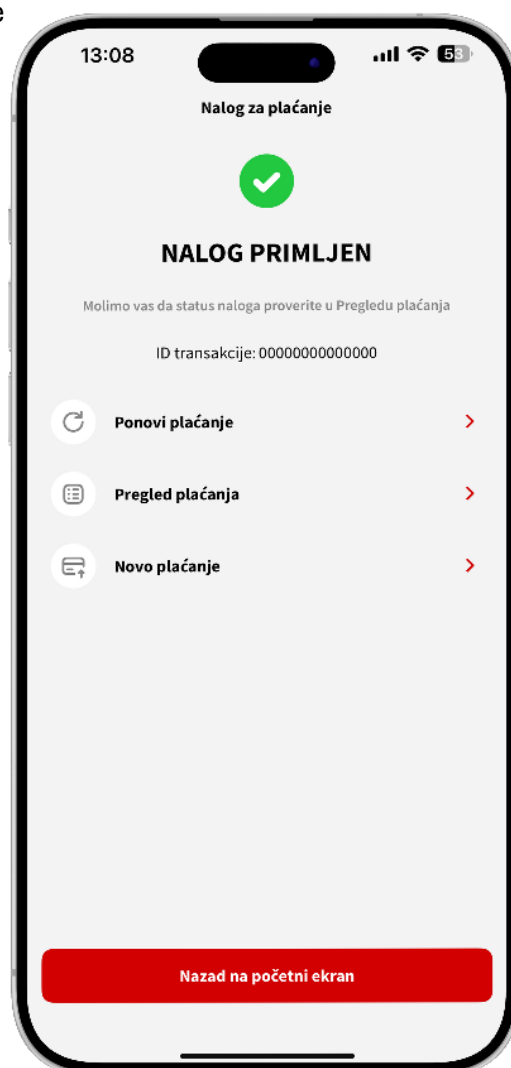 e
13:08
53
Nalog za plaćanje
NALOG PRIMLJEN
Molimo vas da status naloga proverite u Pregledu plaćanja
ID transakcije: 00000000000000
Ponovi plaćanje
Pregled plaćanja
Novo plaćanje
Nazad na početni ekran